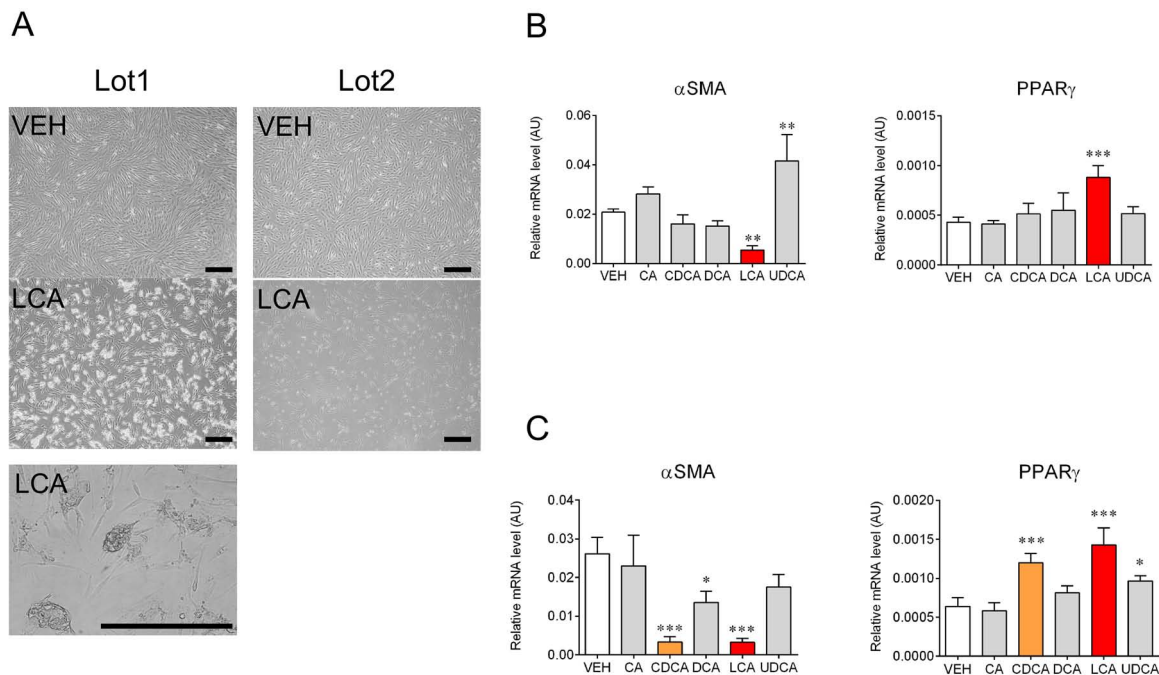 A
Lot1
Lot2
VEH
VEH
LCA
LCA
LCA
B
αSMA
Relative mRNA level (AU)
0.06
0.04
0.02
0.00
**
**
VEH CA CDCA DCA LCA UDCA
PPARγ
Relative mRNA level (AU)
0.0015
0.0010
0.0005
0.0000
***
VEH CA CDCA DCA LCA UDCA
C
αSMA
Relative mRNA level (AU)
0.04
0.03
0.02
0.01
0.00
***
*
***
VEH CA CDCA DCA LCA UDCA
PPARγ
Relative mRNA level (AU)
0.0020
0.0015
0.0010
0.0005
0.0000
***
***
*
VEH CA CDCA DCA LCA UDCA